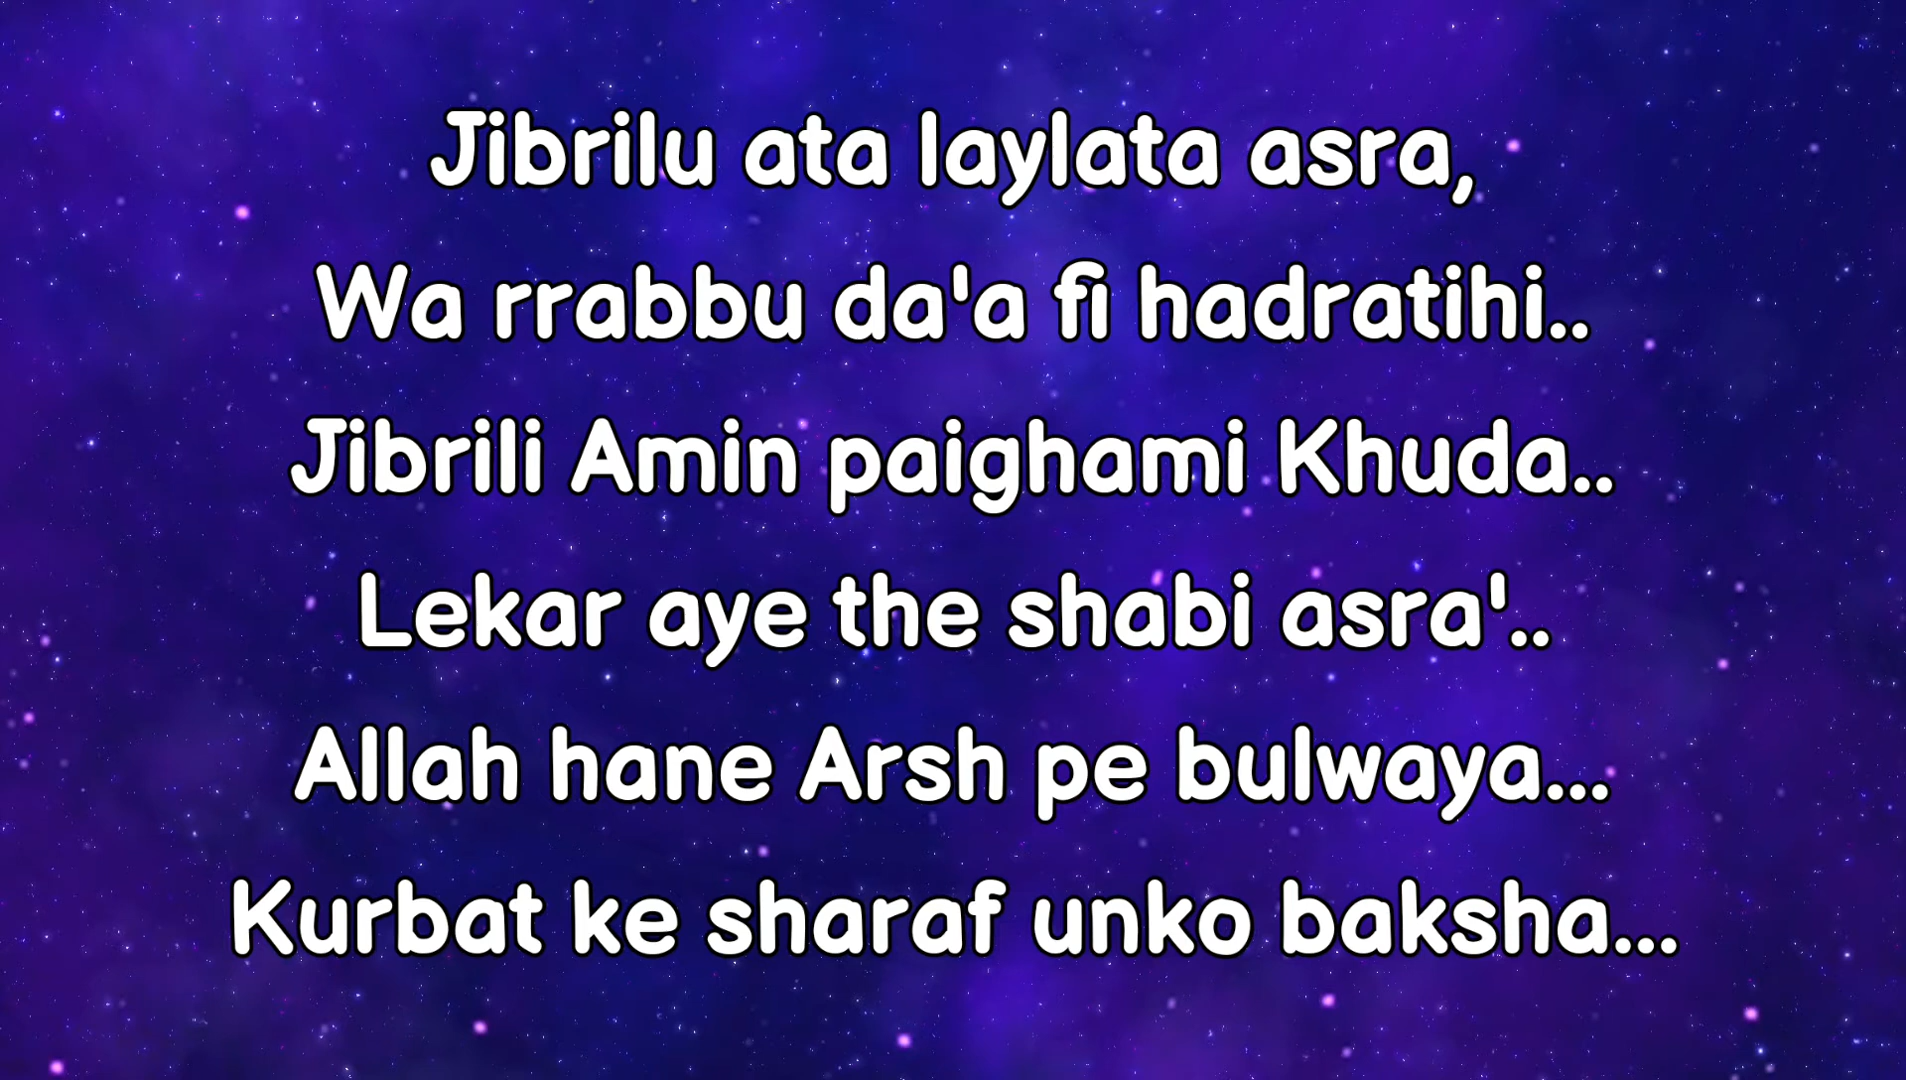 Jibrilu ata laylata asra,
Wa rrabbu da'a fi hadratihi..
Jibrili Amin paighami Khuda..
Lekar aye the shabi asra'..
Allah hane Arsh pe bulwaya...
Kurbat ke sharaf unko baksha...